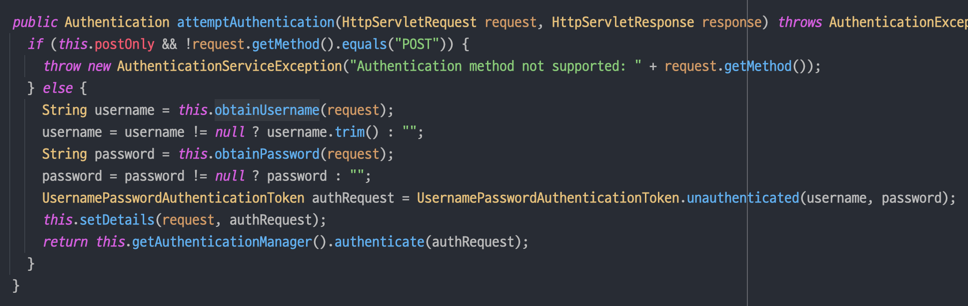 public Authentication attemptAuthentication(HttpServletRequest request, HttpServletResponse response) throws AuthenticationExcep
if (this.postOnly && !request.getMethod().equals("POST")) {
throw new AuthenticationServiceException("Authentication method not supported: " + request.getMethod());
} else {
String username = this.obtainUsername(request);
username = username != null ? username.trim() : "";
String password = this.obtainPassword(request);
password = password != null ? password : "";
UsernamePasswordAuthenticationToken authRequest = UsernamePasswordAuthenticationToken.unauthenticated(username, password);
this.setDetails(request, authRequest);
return this.getAuthenticationManager().authenticate(authRequest);
}
}